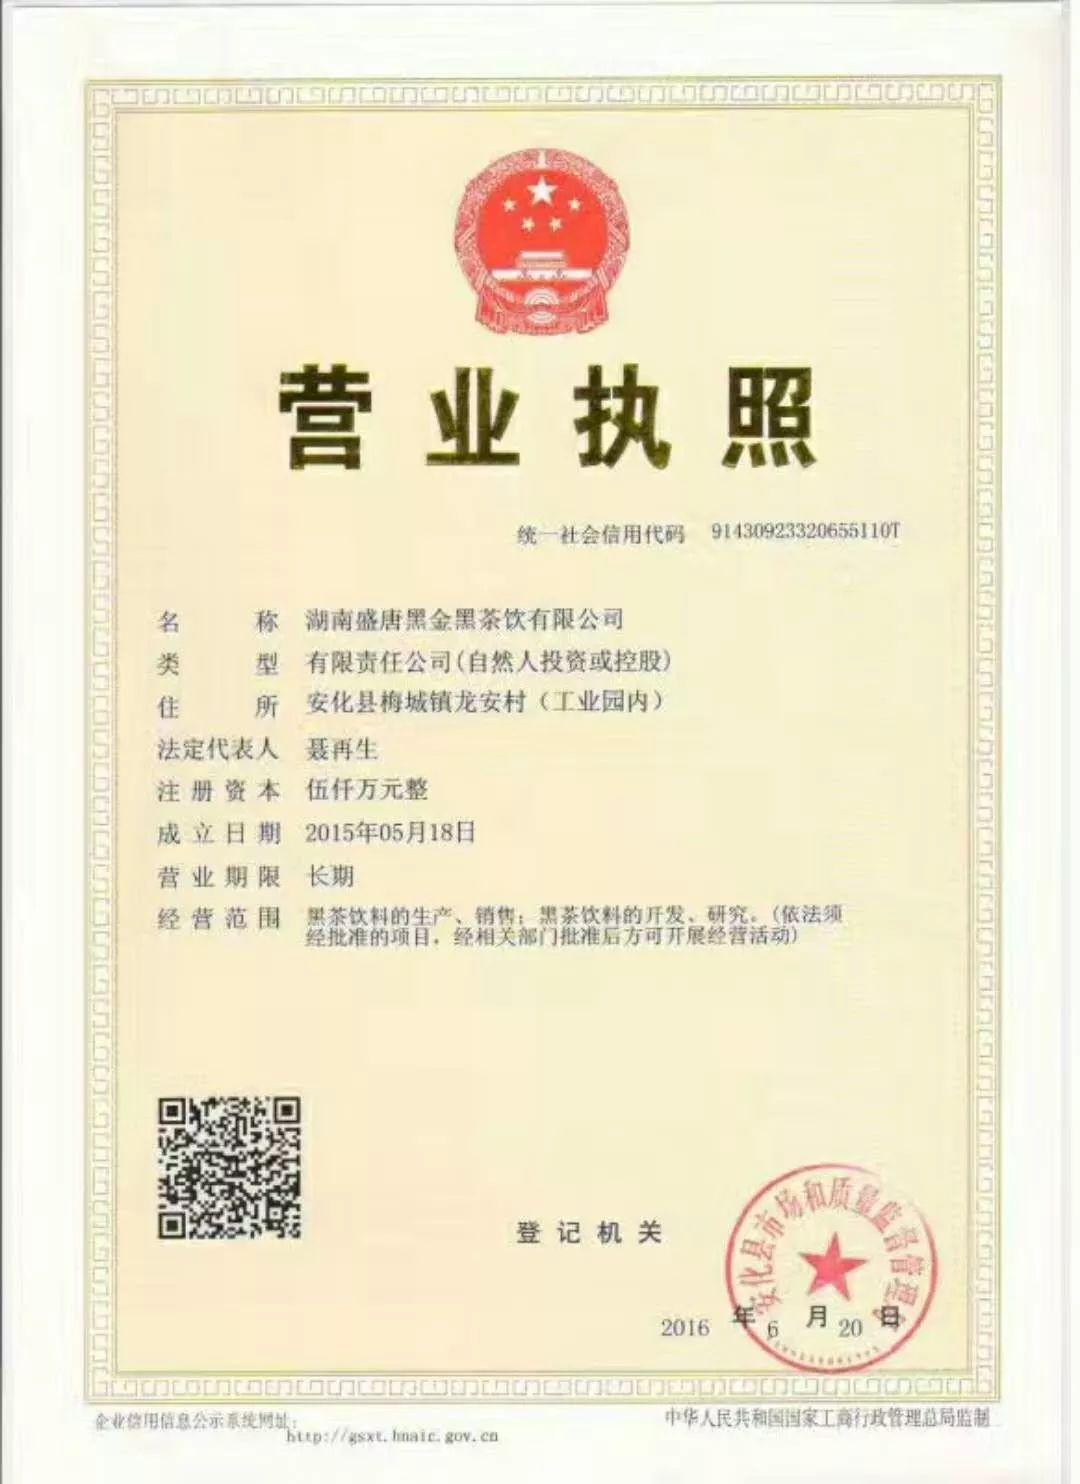 营业执照
统一社会信用代码 91430923320655110T
名称 湖南盛唐黑金黑茶饮有限公司
类型 有限责任公司(自然人投资或控股)
住所 安化县梅城镇龙安村（工业园内）
法定代表人 聂再生
注册资本 伍仟万元整
成立日期 2015年05月18日
营业期限 长期
经营范围 黑茶饮料的生产、销售；黑茶饮料的开发、研究。(依法须
经批准的项目，经相关部门批准后方可开展经营活动)
登记机关
安化县市场和质量监督管理局
2016年6月20日
企业信用信息公示系统网址：
http://gsxt.hnaic.gov.cn
中华人民共和国国家工商行政管理总局监制